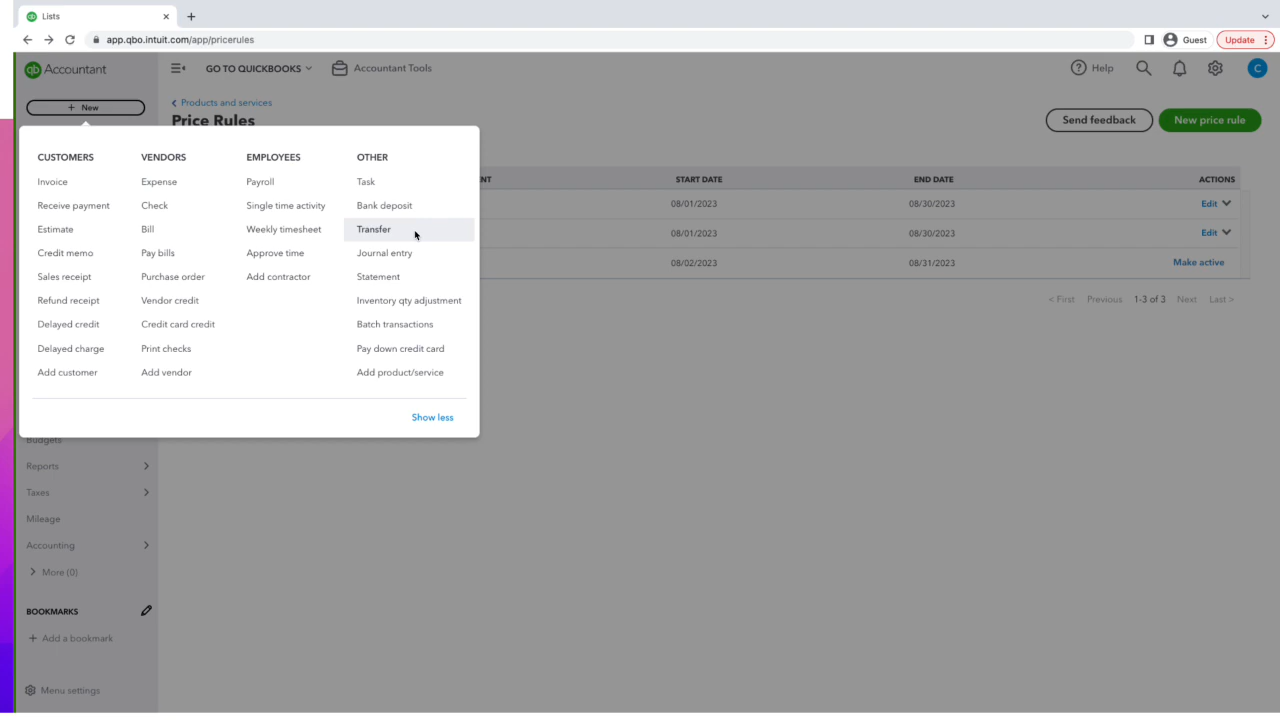 Lists
app.qbo.intuit.com/app/pricerules
Guest
Update
qb Accountant
GO TO QUICKBOOKS
Accountant Tools
Help
C
+ New
Products and services
Price Rules
Send feedback
New price rule
CUSTOMERS
Invoice
Receive payment
Estimate
Credit memo
Sales receipt
Refund receipt
Delayed credit
Delayed charge
Add customer
VENDORS
Expense
Check
Bill
Pay bills
Purchase order
Vendor credit
Credit card credit
Print checks
Add vendor
EMPLOYEES
Payroll
Single time activity
Weekly timesheet
Approve time
Add contractor
OTHER
Task
Bank deposit
Transfer
Journal entry
Statement
Inventory qty adjustment
Batch transactions
Pay down credit card
Add product/service
Show less
NT START DATE END DATE ACTIONS
08/01/2023 08/30/2023 Edit
08/01/2023 08/30/2023 Edit
08/02/2023 08/31/2023 Make active
< First Previous 1-3 of 3 Next Last >
Budgets
Reports
Taxes
Mileage
Accounting
More (0)
BOOKMARKS
+ Add a bookmark
Menu settings